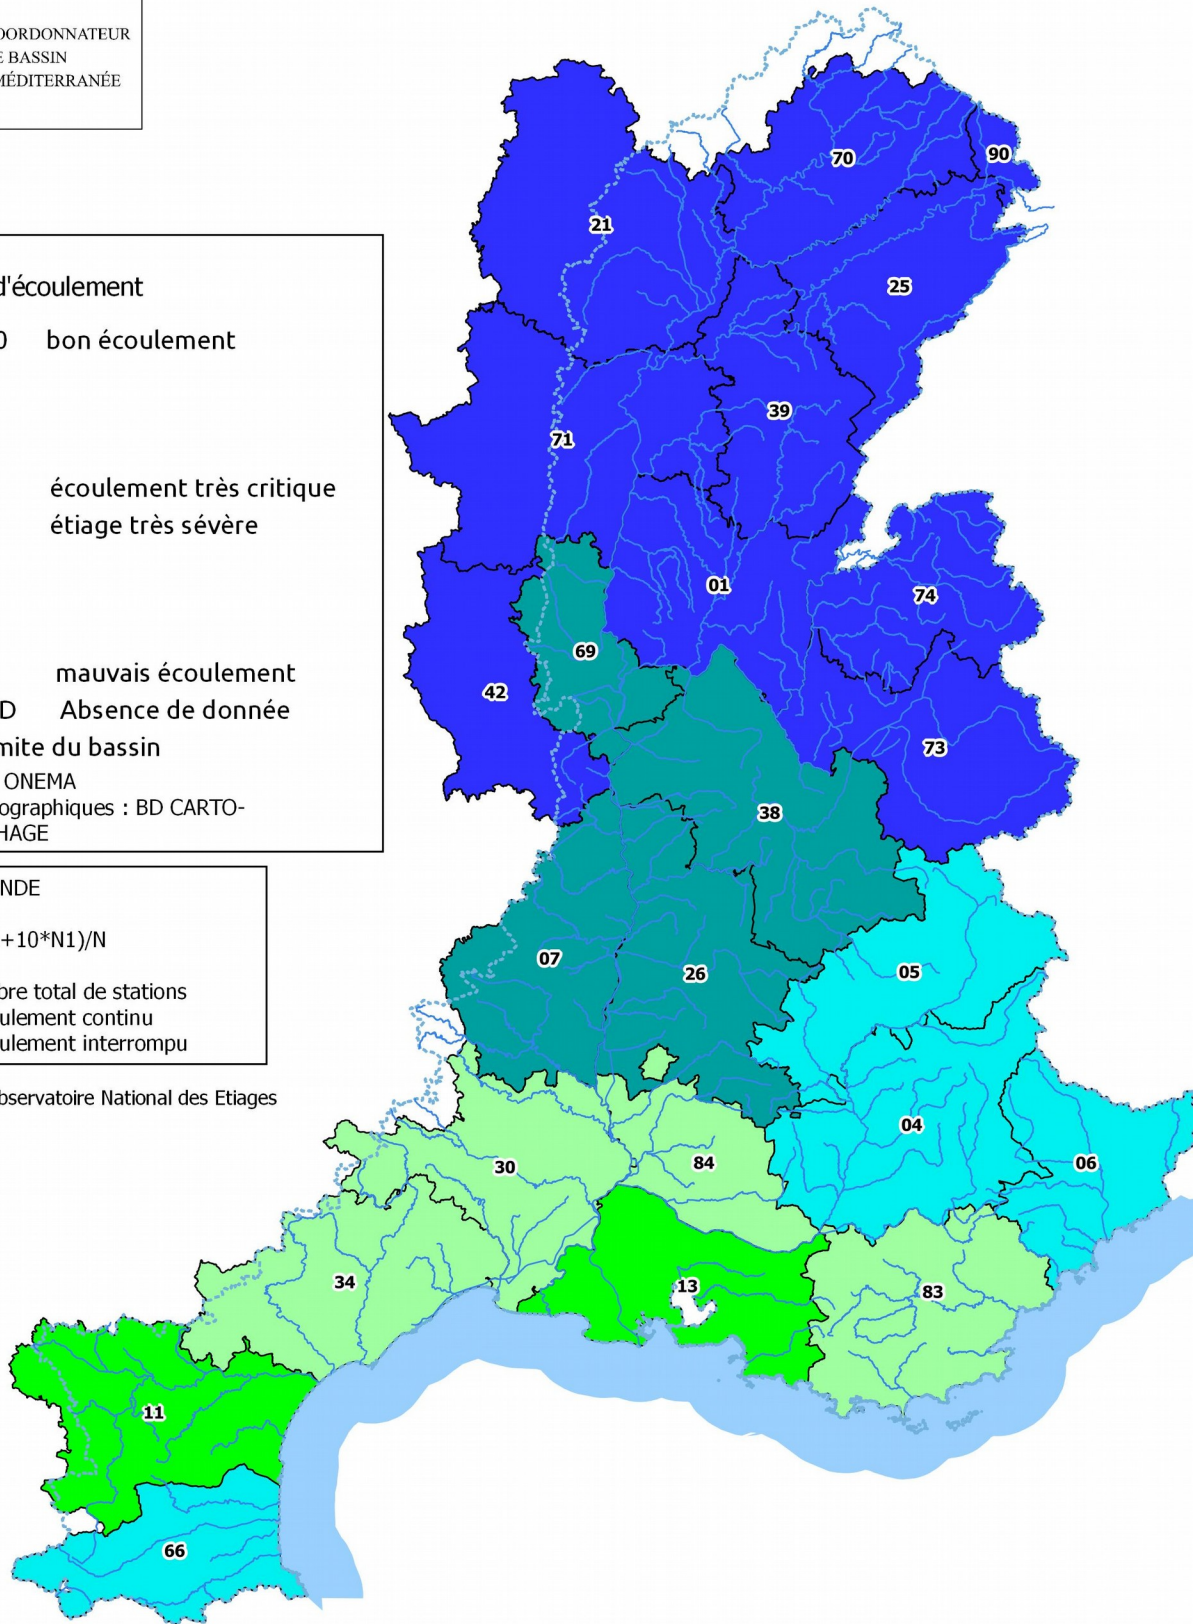 OORDONNATEUR
E BASSIN
MÉDITERRANÉE
d'écoulement
0 bon écoulement
écoulement très critique
étiage très sévère
mauvais écoulement
D Absence de donnée
mite du bassin
ONEMA
ographiques : BD CARTO-
HAGE
NDE
+10*N1)/N
bre total de stations
ulement continu
ulement interrompu
bservatoire National des Etiages
70
90
21
25
39
71
01
74
69
42
73
38
07
26
05
04
06
30
84
34
13
83
11
66